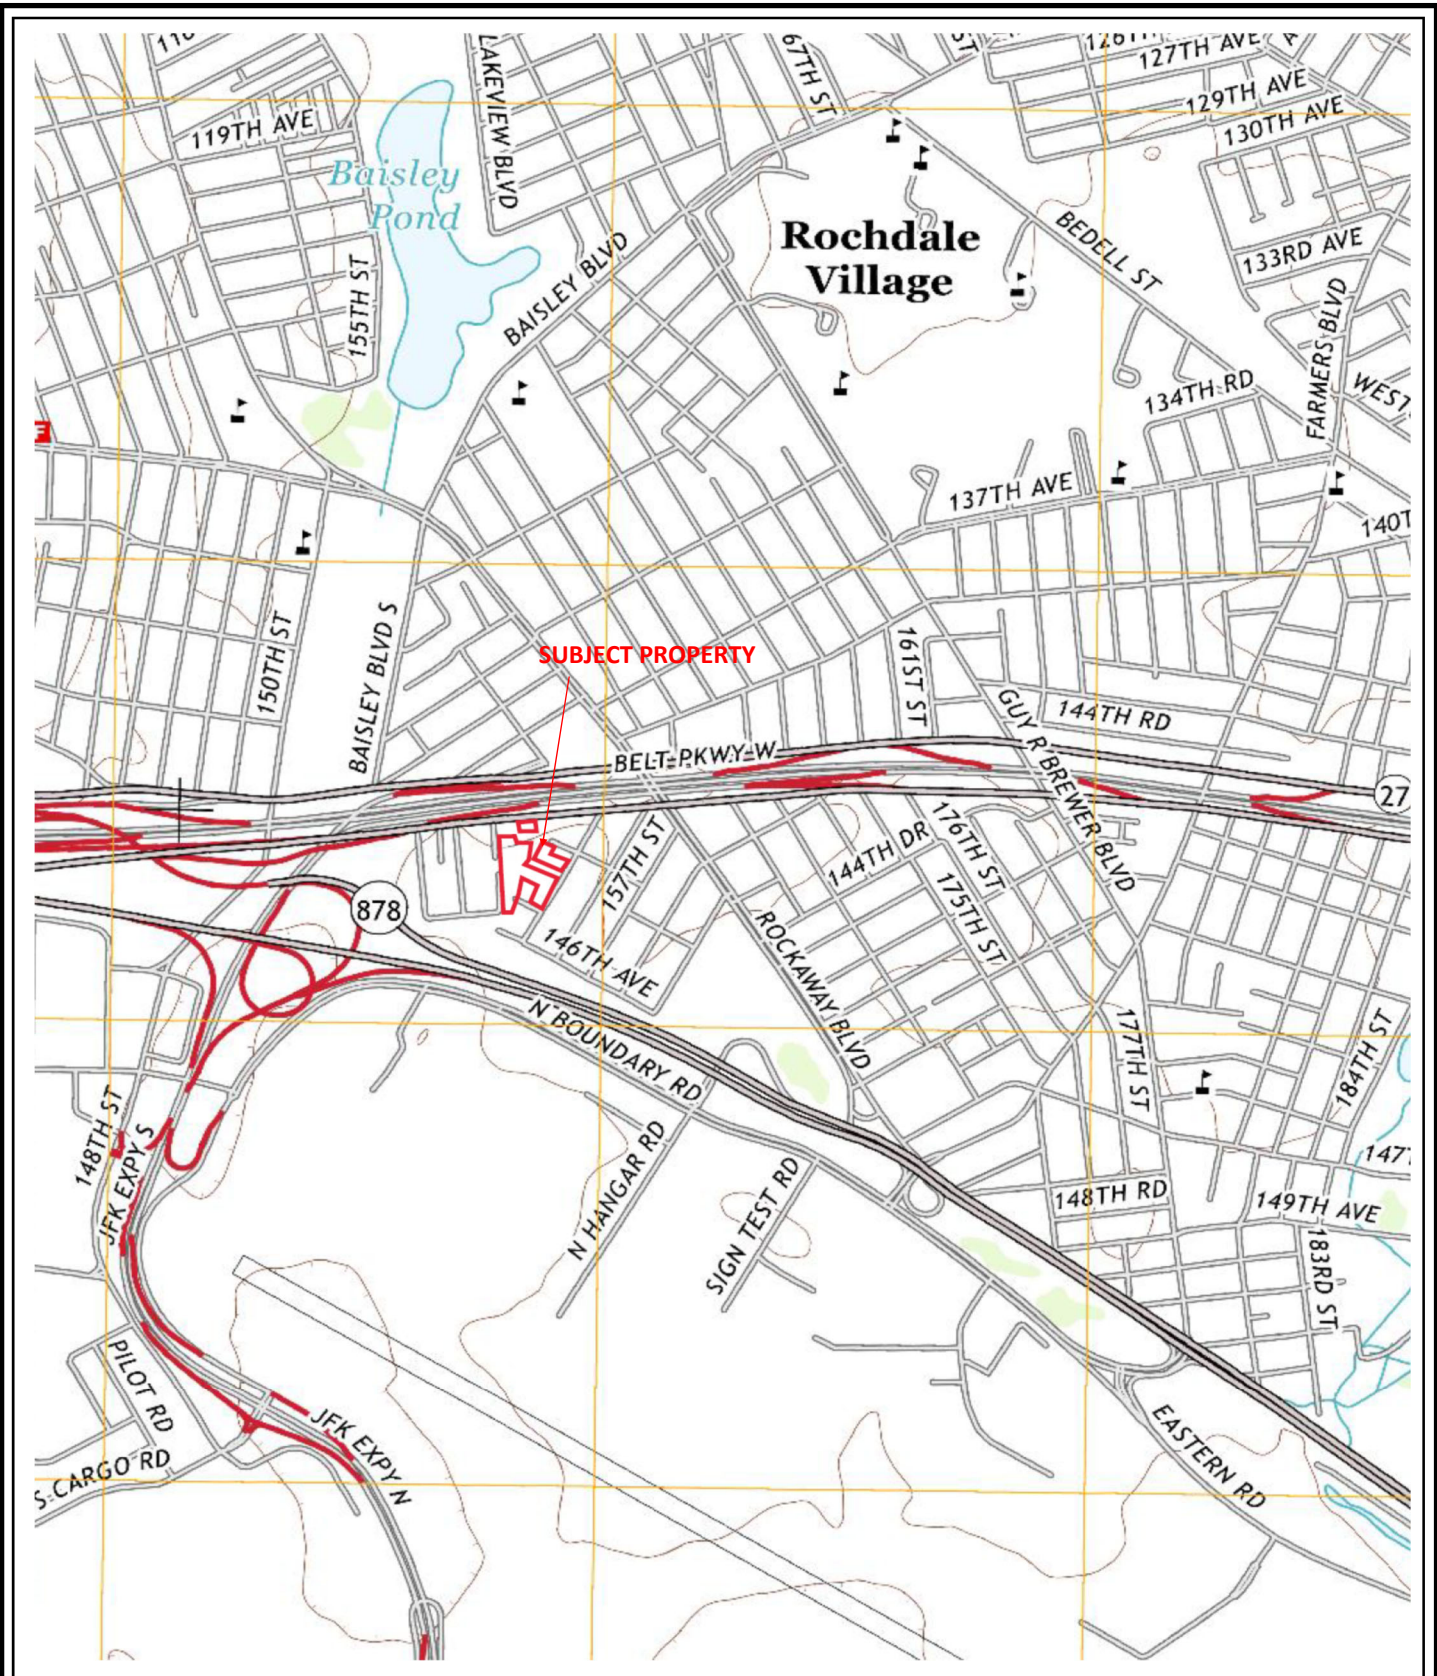 119TH AVE
LAKEVIEW BLVD
67TH ST
127TH AVE
129TH AVE
130TH AVE
Baisley
Pond
155TH ST
BAISLEY BLVD
Rochdale
Village
BEDELL ST
133RD AVE
FARMERS BLVD
134TH RD
WEST
F
137TH AVE
140T
150TH ST
BAISLEY BLVD S
SUBJECT PROPERTY
161ST ST
GUY R BREWER BLVD
144TH RD
BELT PKWY W
27
878
157TH ST
144TH DR
176TH ST
175TH ST
146TH AVE
ROCKAWAY BLVD
N BOUNDARY RD
177TH ST
184TH ST
148TH ST
JFK EXPY S
N HANGAR RD
SIGN TEST RD
147T
148TH RD
149TH AVE
183RD ST
PILOT RD
JFK EXPY N
S CARGO RD
EASTERN RD